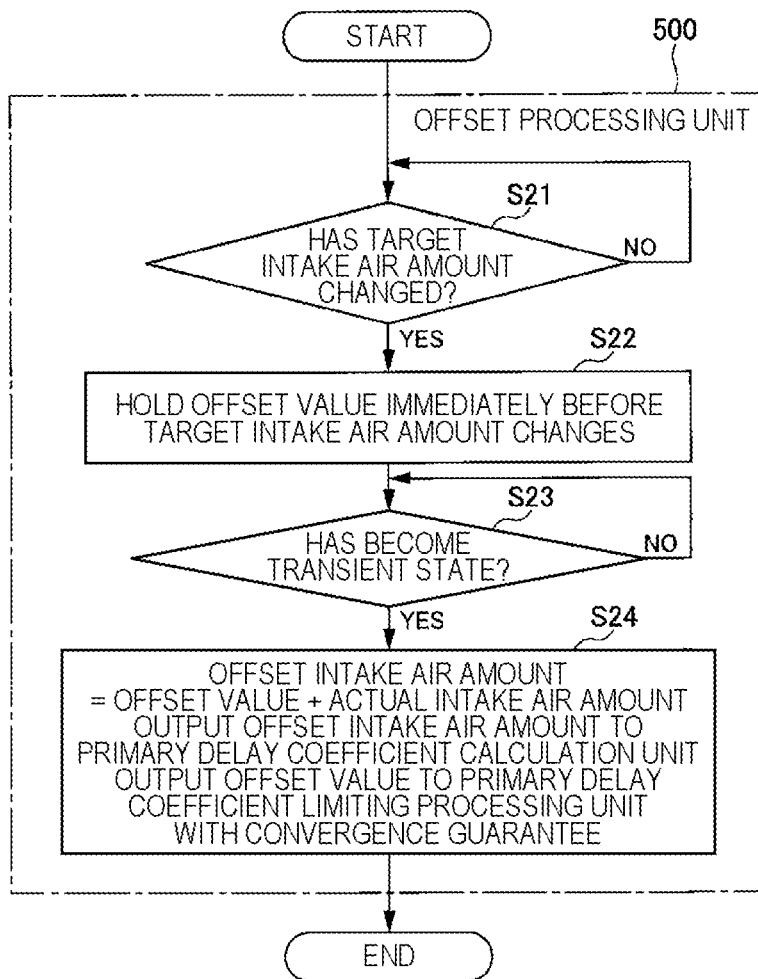 START
500
OFFSET PROCESSING UNIT
S21
HAS TARGET
INTAKE AIR AMOUNT
CHANGED?
NO
YES
S22
HOLD OFFSET VALUE IMMEDIATELY BEFORE
TARGET INTAKE AIR AMOUNT CHANGES
S23
HAS BECOME
TRANSIENT STATE?
NO
YES
S24
OFFSET INTAKE AIR AMOUNT
= OFFSET VALUE + ACTUAL INTAKE AIR AMOUNT
OUTPUT OFFSET INTAKE AIR AMOUNT TO
PRIMARY DELAY COEFFICIENT CALCULATION UNIT
OUTPUT OFFSET VALUE TO PRIMARY DELAY
COEFFICIENT LIMITING PROCESSING UNIT
WITH CONVERGENCE GUARANTEE
END